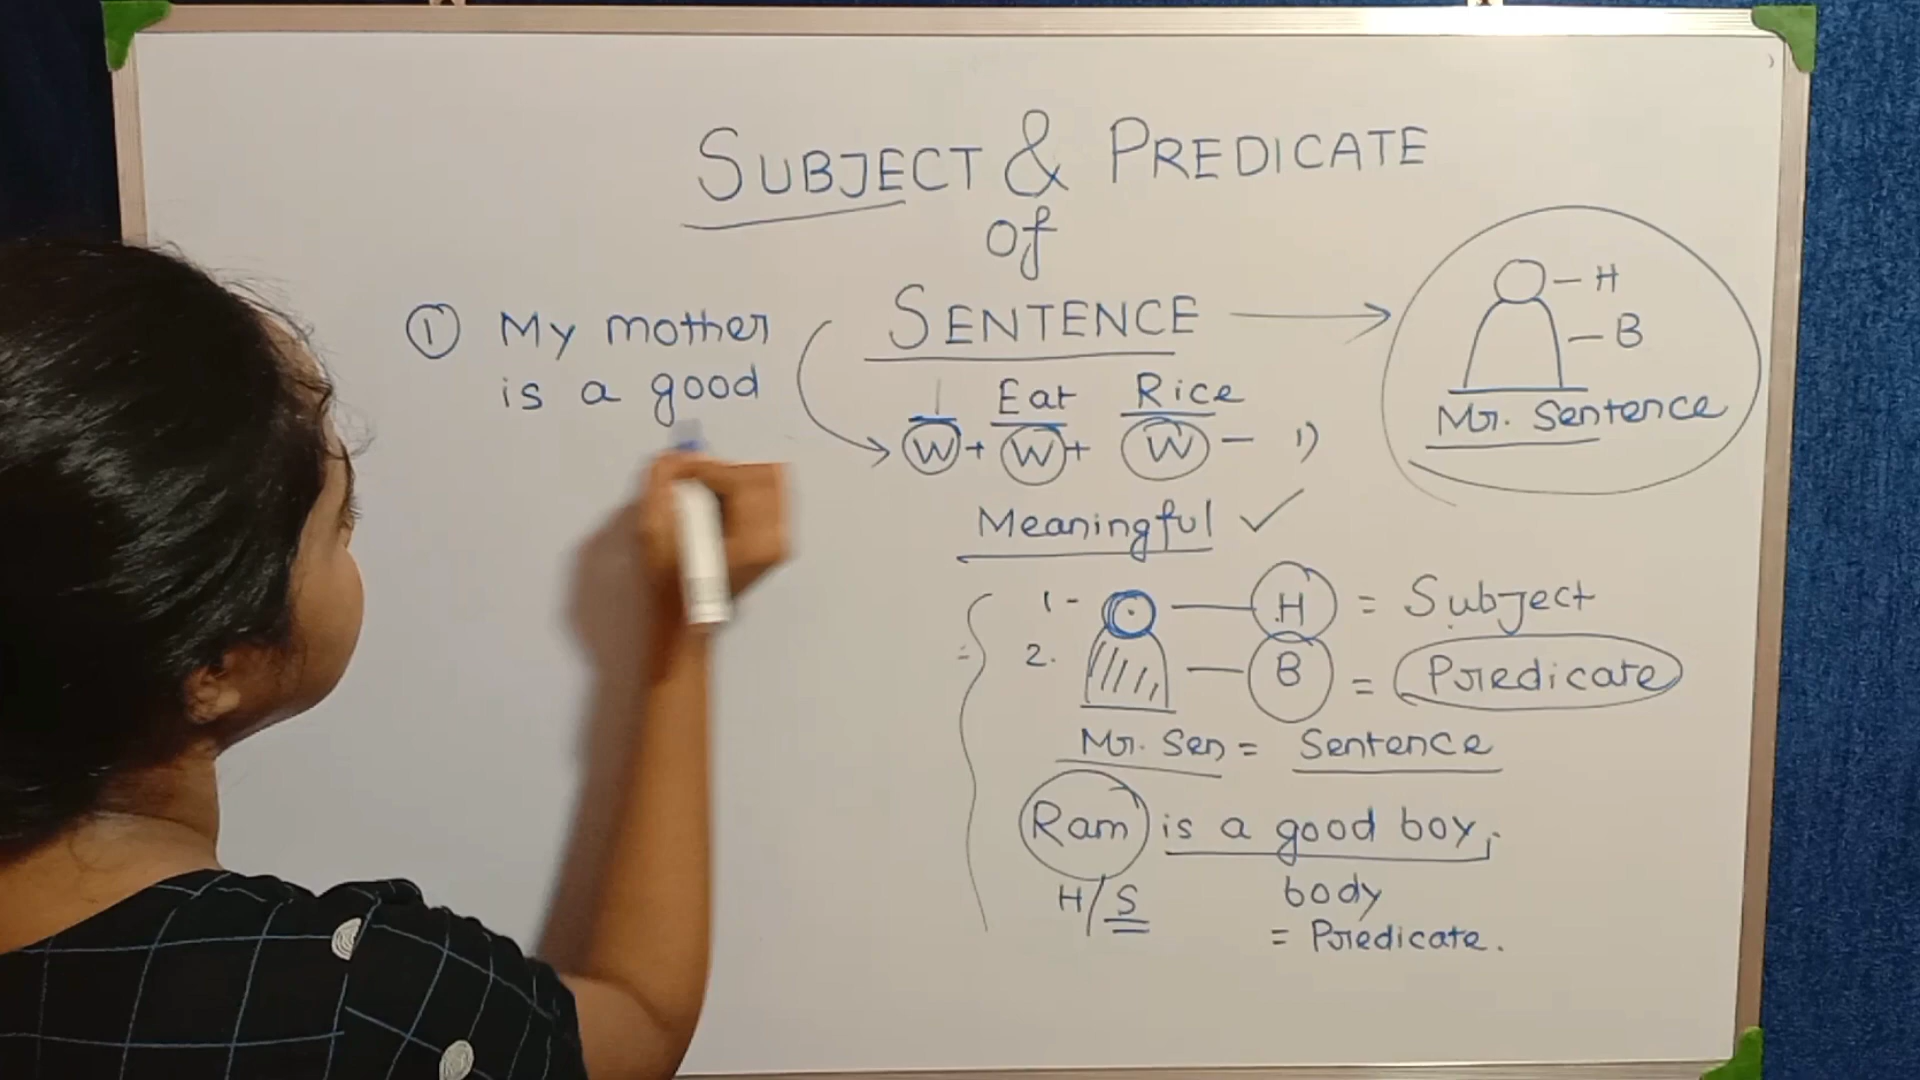 SUBJECT & PREDICATE
of
SENTENCE
① My mother
is a good
I Eat Rice
W + W + W - 1)
H
B
Mr. Sentence
Meaningful ✓
1- H = Subject
2. B = Predicate
Mr. Sen = Sentence
Ram is a good boy.
H/S body
= Predicate.